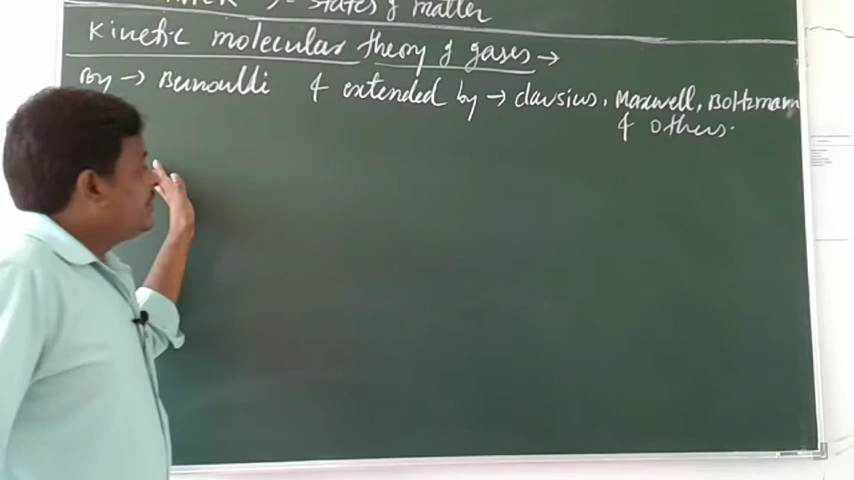 :- States of matter
Kinetic molecular theory of gases →
By → Bernoulli & extended by → Clausius, Maxwell, Boltzmann
& others.